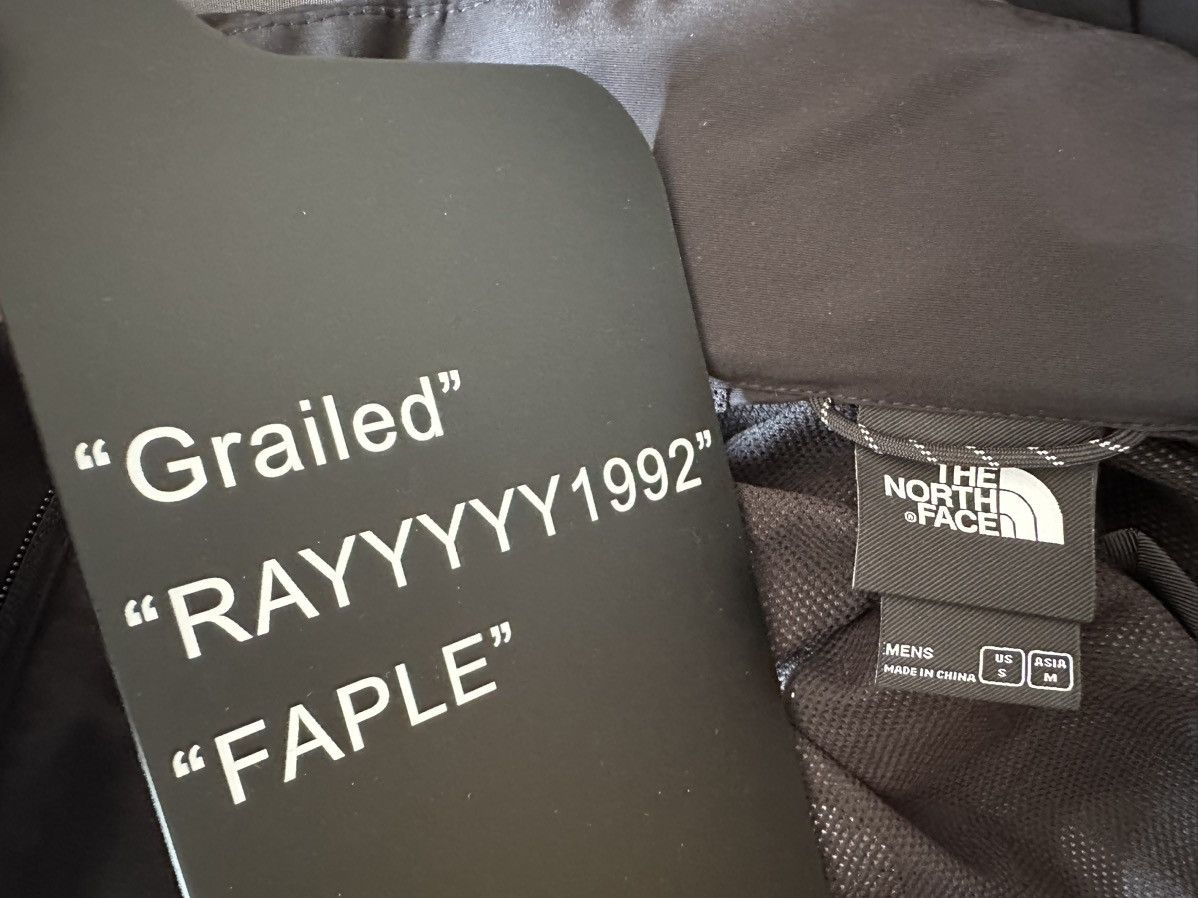 “Grailed”
“RAYYYYY1992”
“FAPLE”
THE
NORTH
®FACE
MENS
MADE IN CHINA
US
S
ASIA
M